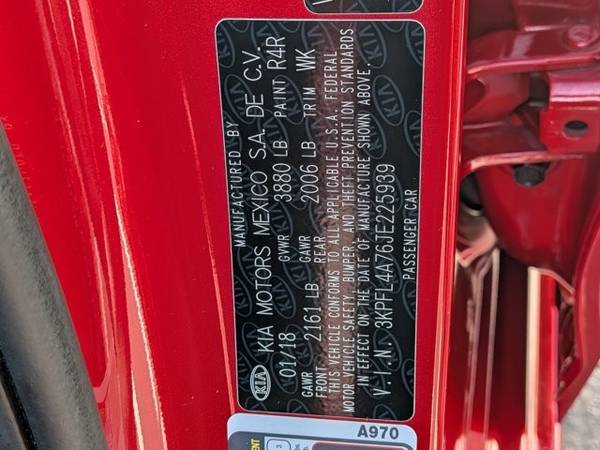 MANUFACTURED BY
KIA KIA MOTORS MEXICO S.A. DE C.V.
01/18 GVWR 3880 LB PAINT R4R
GAWR FRONT 2161 LB GAWR REAR 2006 LB TRIM WK
THIS VEHICLE CONFORMS TO ALL APPLICABLE U.S.A. FEDERAL
MOTOR VEHICLE SAFETY, BUMPER, AND THEFT PREVENTION STANDARDS
IN EFFECT ON THE DATE OF MANUFACTURE SHOWN ABOVE.
V.I.N. 3KPFL4A76JE225939
PASSENGER CAR
A970